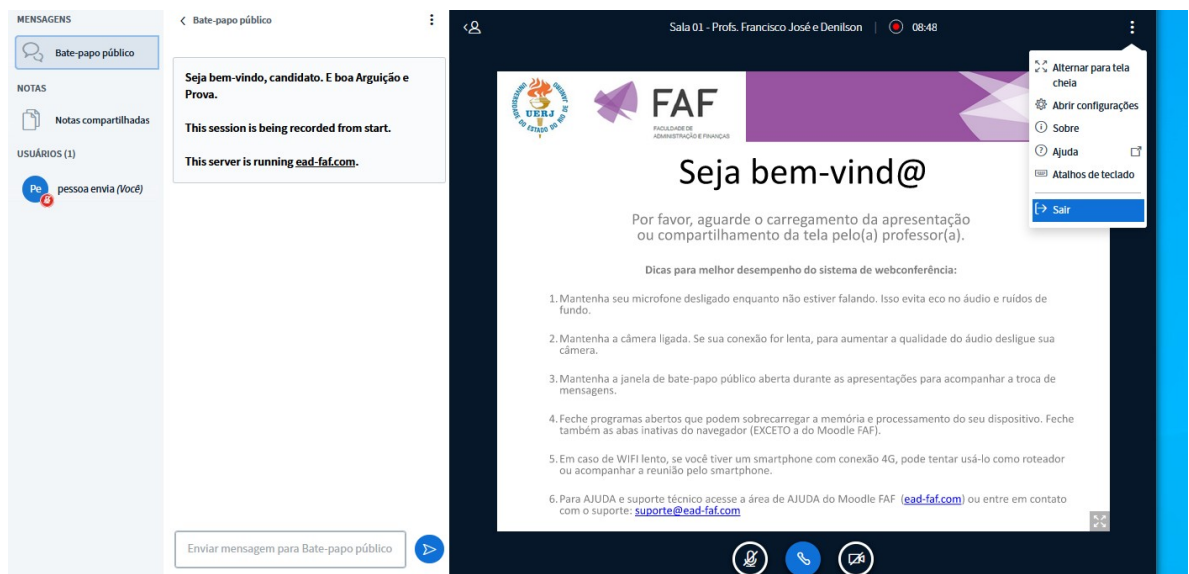 MENSAGENS
Bate-papo público
NOTAS
Notas compartilhadas
USUÁRIOS (1)
Pe
pessoa envia (Você)
Bate-papo público
Seja bem-vindo, candidato. E boa Arguição e
Prova.
This session is being recorded from start.
This server is running ead-faf.com.
Enviar mensagem para Bate-papo público
Sala 01 - Profs. Francisco José e Denilson
08:48
Alternar para tela
cheia
Abrir configurações
Sobre
Ajuda
Atalhos de teclado
Sair
UNIVERSIDADE DO ESTADO DO RIO DE JANEIRO
UERJ
FAF
FACULDADE DE
ADMINISTRAÇÃO E FINANÇAS
Seja bem-vind@
Por favor, aguarde o carregamento da apresentação
ou compartilhamento da tela pelo(a) professor(a).
Dicas para melhor desempenho do sistema de webconferência:
1. Mantenha seu microfone desligado enquanto não estiver falando. Isso evita eco no áudio e ruídos de
fundo.
2. Mantenha a câmera ligada. Se sua conexão for lenta, para aumentar a qualidade do áudio desligue sua
câmera.
3. Mantenha a janela de bate-papo público aberta durante as apresentações para acompanhar a troca de
mensagens.
4. Feche programas abertos que podem sobrecarregar a memória e processamento do seu dispositivo. Feche
também as abas inativas do navegador (EXCETO a do Moodle FAF).
5. Em caso de WIFI lento, se você tiver um smartphone com conexão 4G, pode tentar usá-lo como roteador
ou acompanhar a reunião pelo smartphone.
6. Para AJUDA e suporte técnico acesse a área de AJUDA do Moodle FAF (ead-faf.com) ou entre em contato
com o suporte: suporte@ead-faf.com